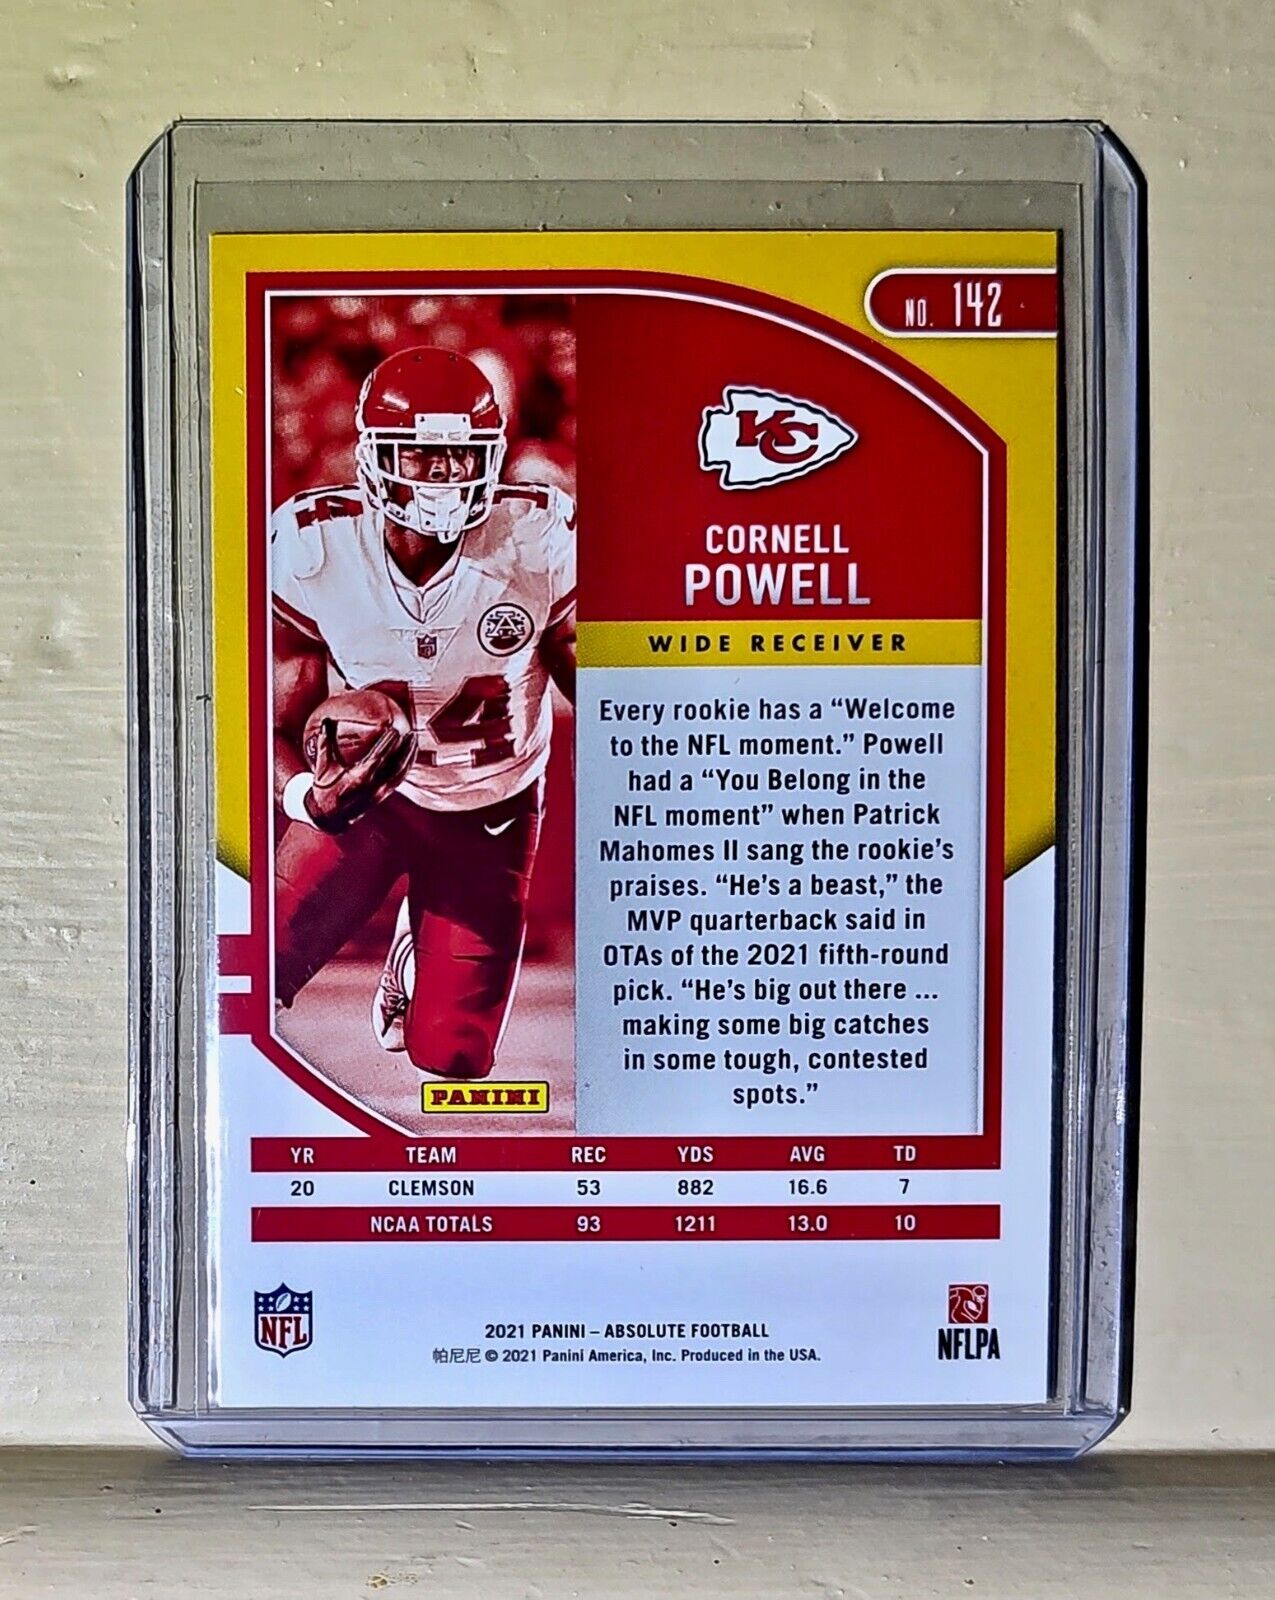 NO. 142
KC
CORNELL
POWELL
WIDE RECEIVER
Every rookie has a “Welcome
to the NFL moment.” Powell
had a “You Belong in the
NFL moment” when Patrick
Mahomes II sang the rookie’s
praises. “He’s a beast,” the
MVP quarterback said in
OTAs of the 2021 fifth-round
pick. “He’s big out there ...
making some big catches
in some tough, contested
spots.”
14
A
14
PANINI
YR TEAM REC YDS AVG TD
20 CLEMSON 53 882 16.6 7
NCAA TOTALS 93 1211 13.0 10
NFL
2021 PANINI – ABSOLUTE FOOTBALL
帕尼尼 © 2021 Panini America, Inc. Produced in the USA.
NFLPA